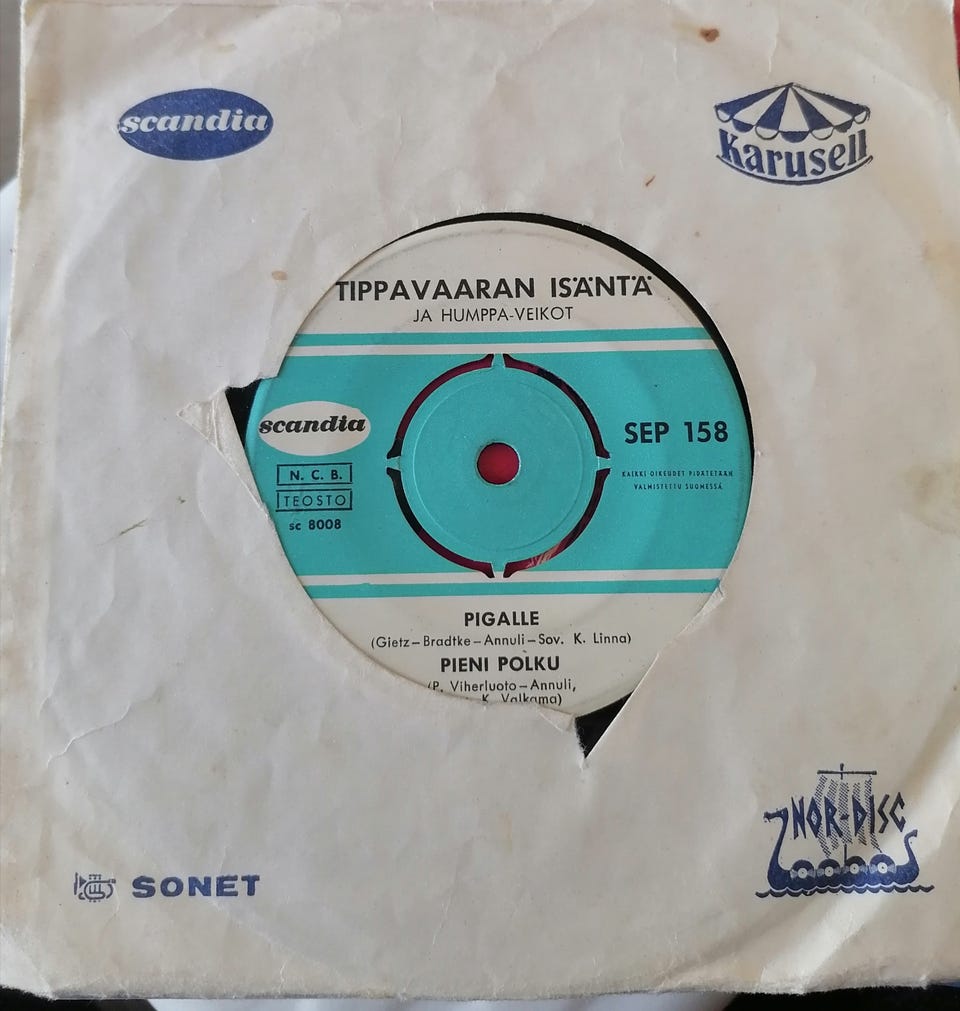 scandia
Karusell
TIPPAVAARAN ISÄNTÄ
JA HUMPPA-VEIKOT
scandia
N. C. B.
TEOSTO
sc 8008
SEP 158
KAIKKI OIKEUDET PIDÄTETÄÄN
VALMISTETTU SUOMESSA
PIGALLE
(Gietz-Bradtke-Annuli-Sov. K. Linna)
PIENI POLKU
(P. Viherluoto-Annuli,
K. Valkama)
SONET
NOR-DISC